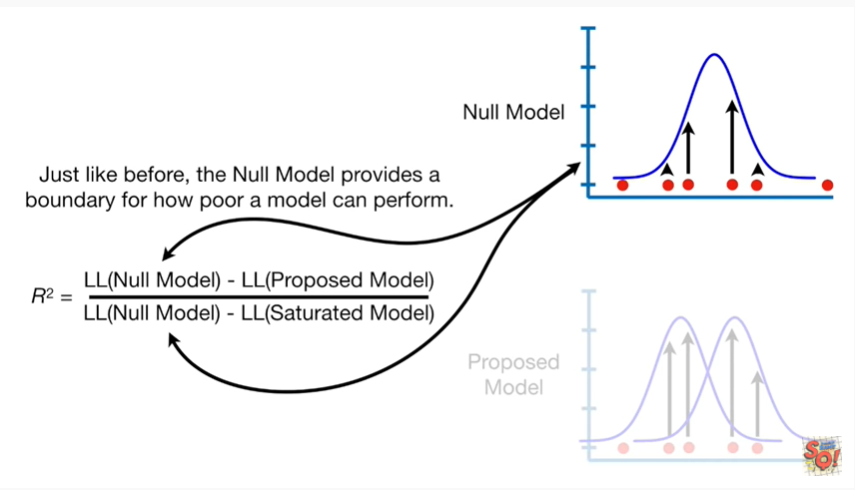 Null Model
Just like before, the Null Model provides a
boundary for how poor a model can perform.
R² =
LL(Null Model) - LL(Proposed Model)
LL(Null Model) - LL(Saturated Model)
Proposed
Model
SQ!